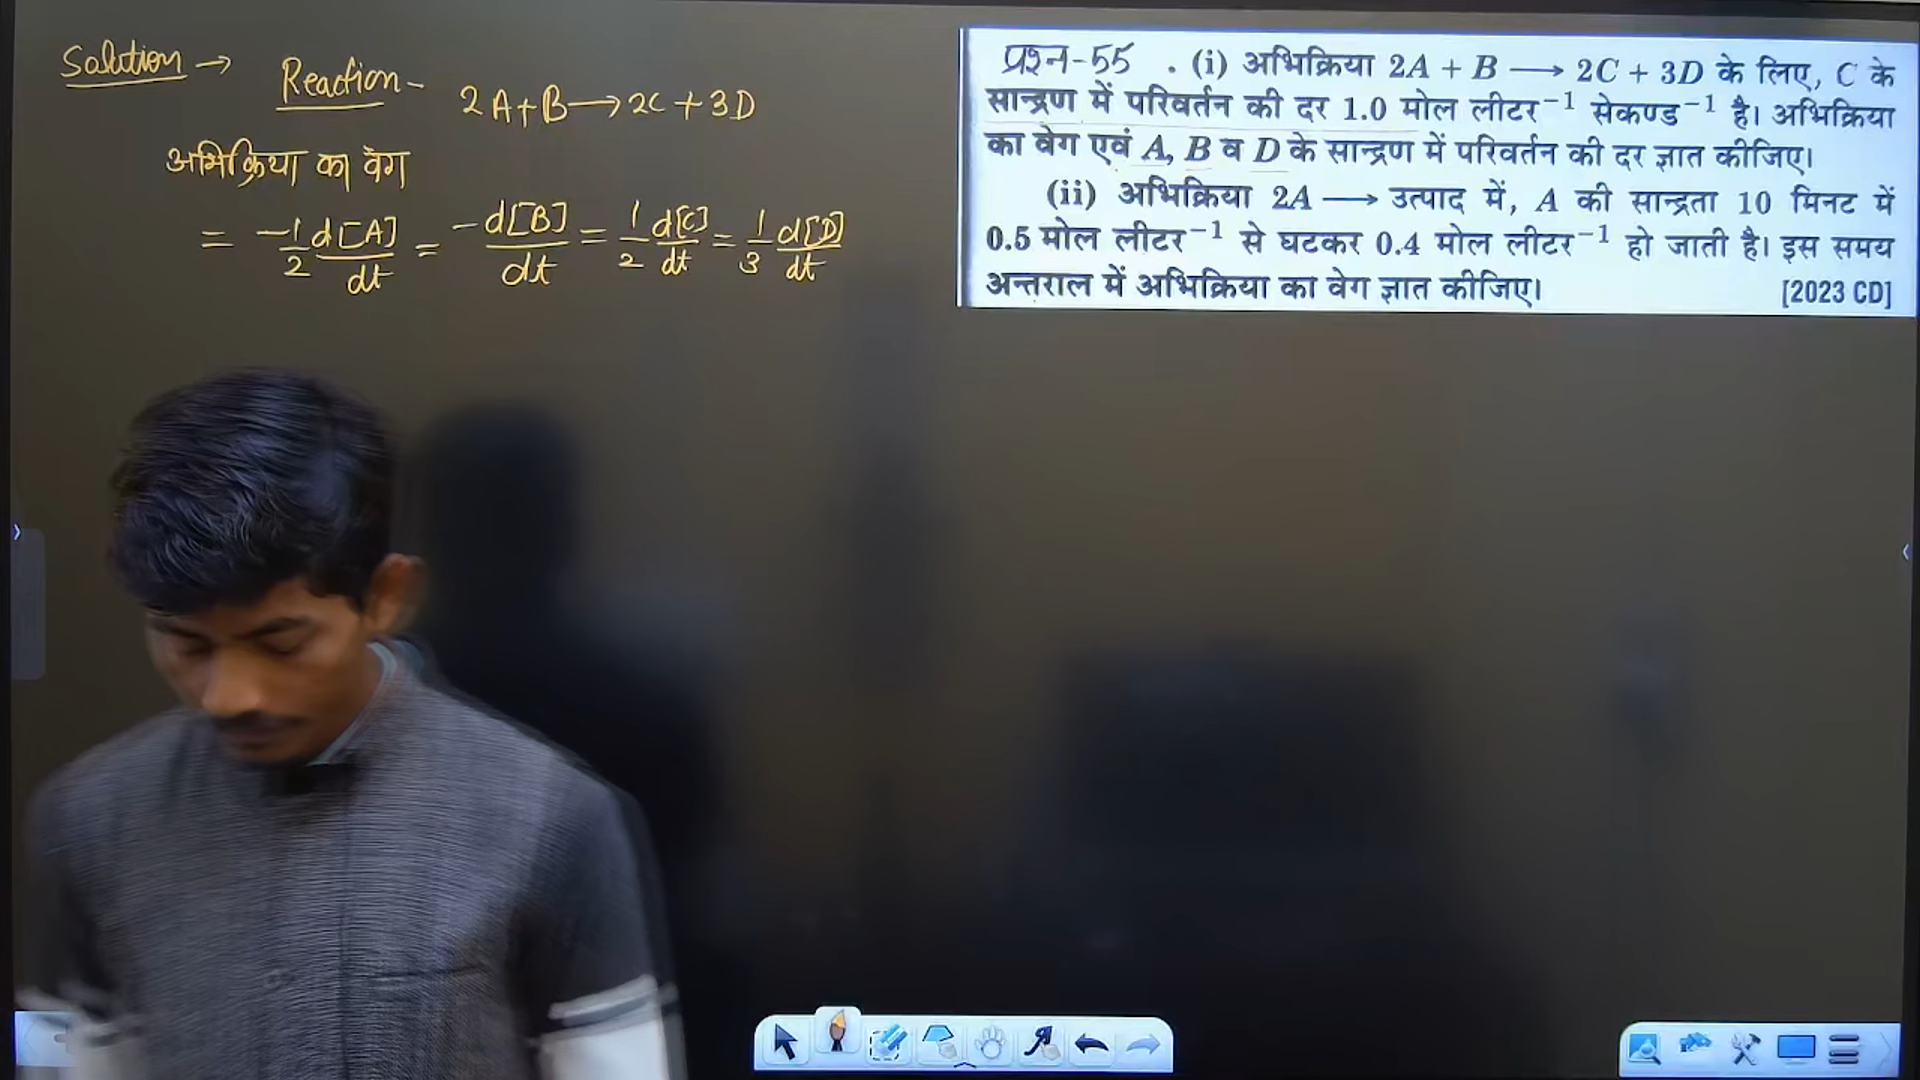 Solution →
Reaction - 2A+B→2C+3D
अभिक्रिया का वेग
= -1/2 d[A]/dt = -d[B]/dt = 1/2 d[C]/dt = 1/3 d[D]/dt
प्रश्न-55 . (i) अभिक्रिया 2A + B ⟶ 2C + 3D के लिए, C के
सान्द्रण में परिवर्तन की दर 1.0 मोल लीटर⁻¹ सेकण्ड⁻¹ है। अभिक्रिया
का वेग एवं A, B व D के सान्द्रण में परिवर्तन की दर ज्ञात कीजिए।
(ii) अभिक्रिया 2A ⟶ उत्पाद में, A की सान्द्रता 10 मिनट में
0.5 मोल लीटर⁻¹ से घटकर 0.4 मोल लीटर⁻¹ हो जाती है। इस समय
अन्तराल में अभिक्रिया का वेग ज्ञात कीजिए। [2023 CD]